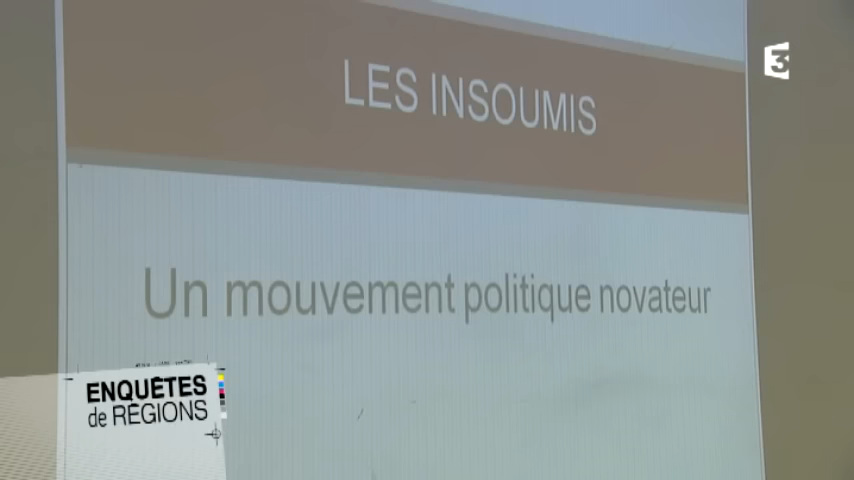 LES INSOUMIS
3
Un mouvement politique novateur
ENQUÊTES
de RÉGIONS